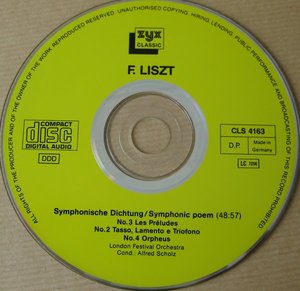 ALL RIGHTS OF THE PRODUCER AND OF THE OWNER OF THE WORK REPRODUCED RESERVED. UNAUTHORISED COPYING, HIRING, LENDING, PUBLIC PERFORMANCE AND BROADCASTING OF THIS RECORD PROHIBITED
zyx
CLASSIC
F. LISZT
COMPACT
disc
DIGITAL AUDIO
DDD
CLS 4163
D.P.
Made in
Germany
LC
Symphonische Dichtung/Symphonic poem (48:57)
No.3 Les Préludes
No.2 Tasso, Lamento e Triofono
No.4 Orpheus
London Festival Orchestra
Cond.: Alfred Scholz